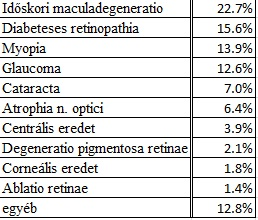 Időskori maculadegeneratio 22.7%
Diabeteses retinopathia 15.6%
Myopia 13.9%
Glaucoma 12.6%
Cataracta 7.0%
Atrophia n. optici 6.4%
Centrális eredet 3.9%
Degeneratio pigmentosa retinae 2.1%
Corneális eredet 1.8%
Ablatio retinae 1.4%
egyéb 12.8%